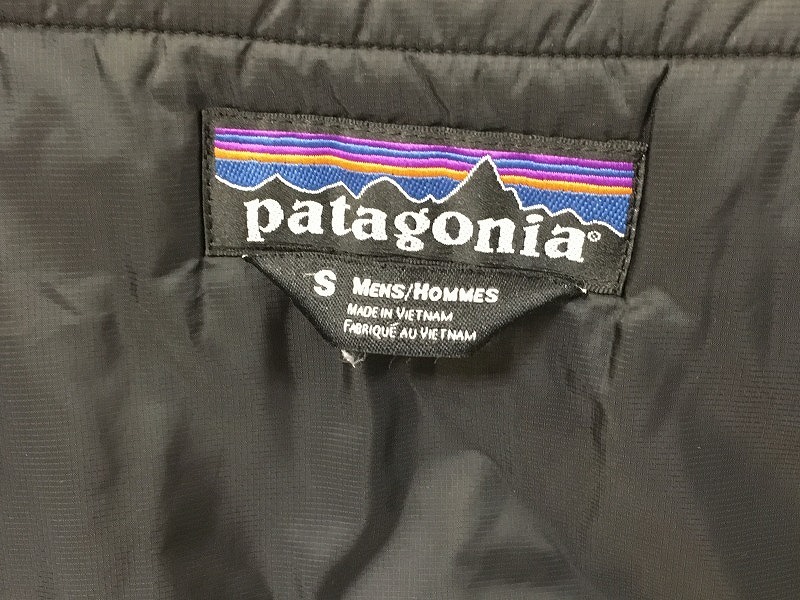 patagonia®
S MENS/HOMMES
MADE IN VIETNAM
FABRIQUÉ AU VIETNAM